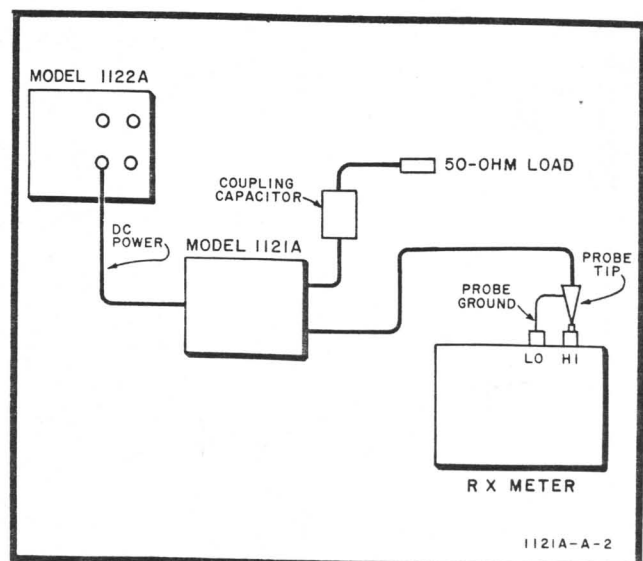 MODEL 1122A
50-OHM LOAD
COUPLING
CAPACITOR
DC
POWER
MODEL 1121A
PROBE
TIP
PROBE
GROUND
LO
HI
R X METER
1121A-A-2